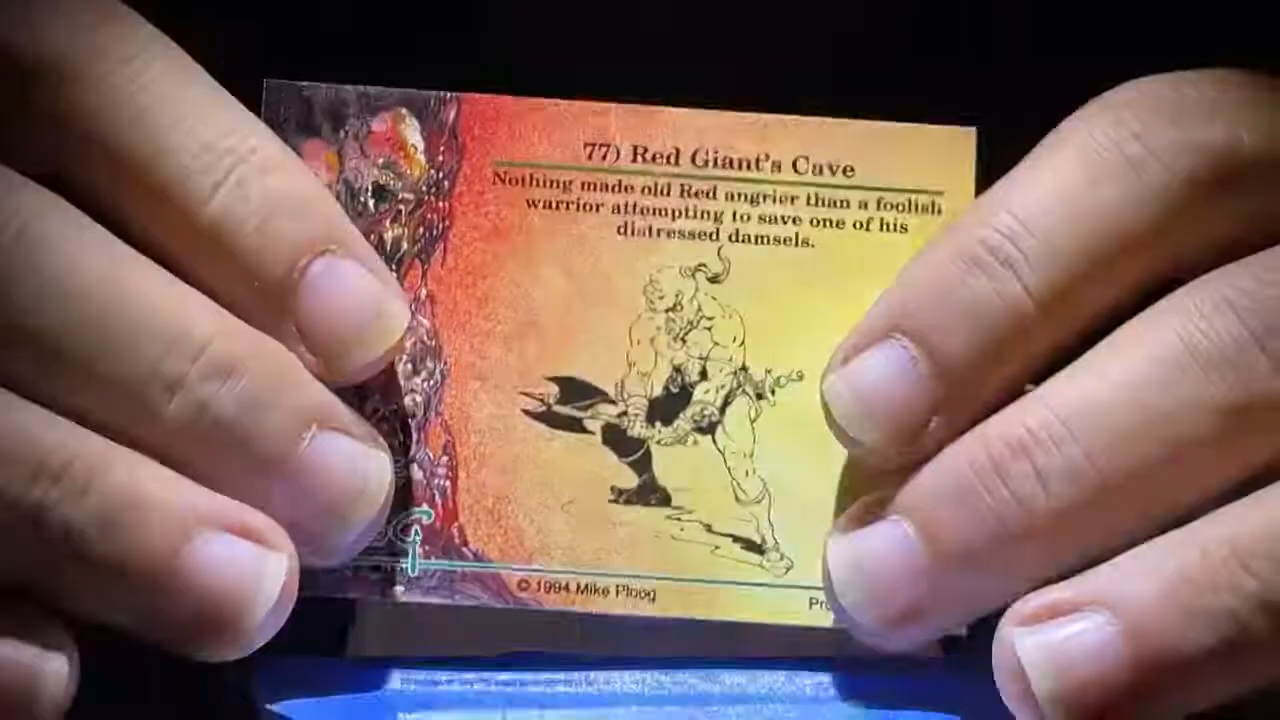 77) Red Giant's Cave
Nothing made old Red angrier than a foolish
warrior attempting to save one of his
distressed damsels.
© 1994 Mike Ploog